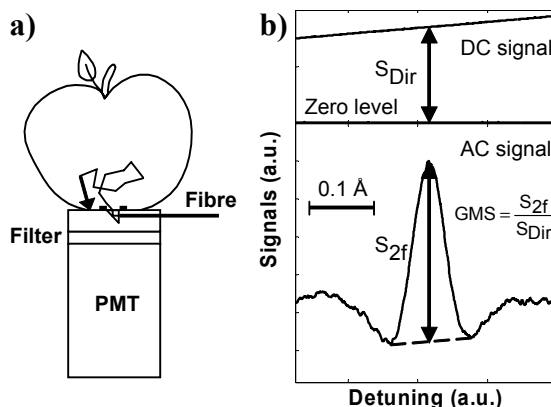 a)
Fibre
Filter
PMT
b)
DC signal
S_Dir
Zero level
AC signal
0.1 Å
GMS = S_2f / S_Dir
S_2f
Signals (a.u.)
Detuning (a.u.)